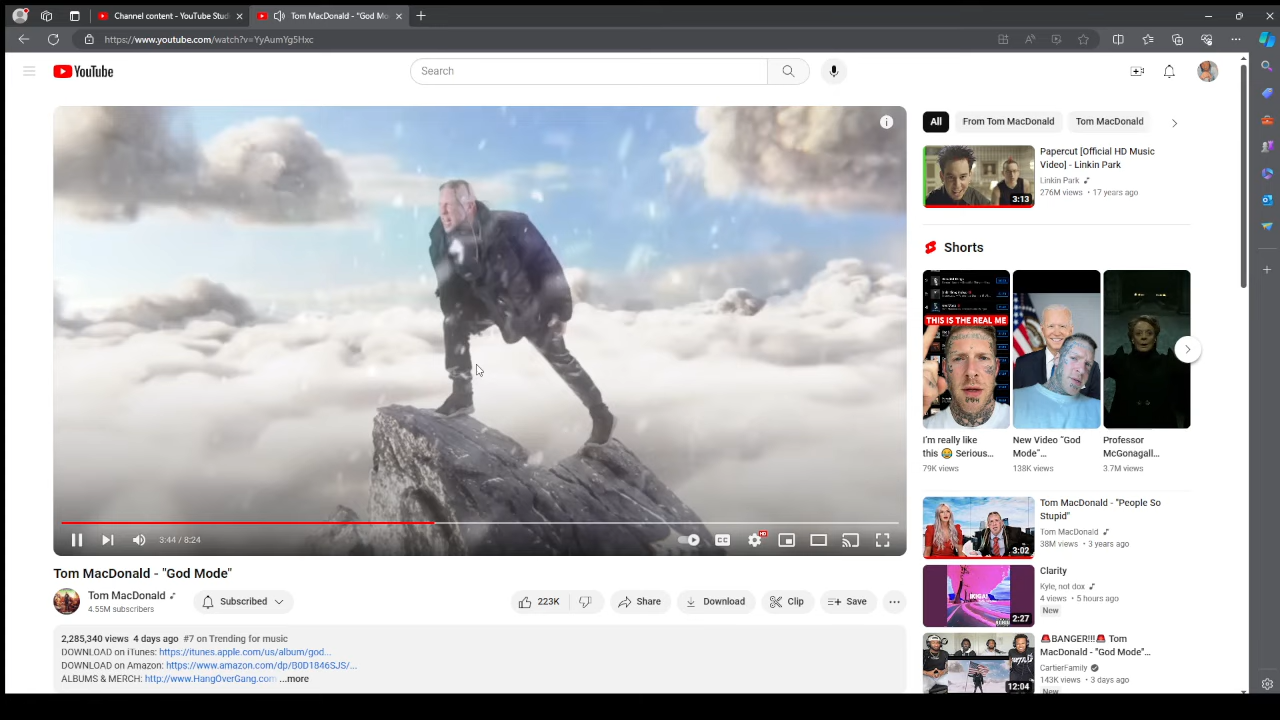 Channel content - YouTube Stud
Tom MacDonald - "God Mo
https://www.youtube.com/watch?v=YyAumYg5Hxc
YouTube
Search
All
From Tom MacDonald
Tom MacDonald
Papercut [Official HD Music
Video] - Linkin Park
Linkin Park
276M views • 17 years ago
3:13
Shorts
THIS IS THE REAL ME
I'm really like
this 😂 Serious...
79K views
New Video "God
Mode"...
138K views
Professor
McGonagall...
3.7M views
3:44 / 8:24
CC
HD
Tom MacDonald - "God Mode"
Tom MacDonald
4.55M subscribers
Subscribed
223K
Share
Download
Clip
Save
2,285,340 views 4 days ago #7 on Trending for music
DOWNLOAD on iTunes: https://itunes.apple.com/us/album/god...
DOWNLOAD on Amazon: https://www.amazon.com/dp/B0D1846SJS/...
ALBUMS & MERCH: http://www.HangOverGang.com ...more
Tom MacDonald - "People So
Stupid"
Tom MacDonald
38M views • 3 years ago
3:02
Clarity
Kyle, not dox
4 views • 5 hours ago
New
2:27
🚨BANGER!!!🚨 Tom
MacDonald - "God Mode"...
CartierFamily
143K views • 3 days ago
New
12:04